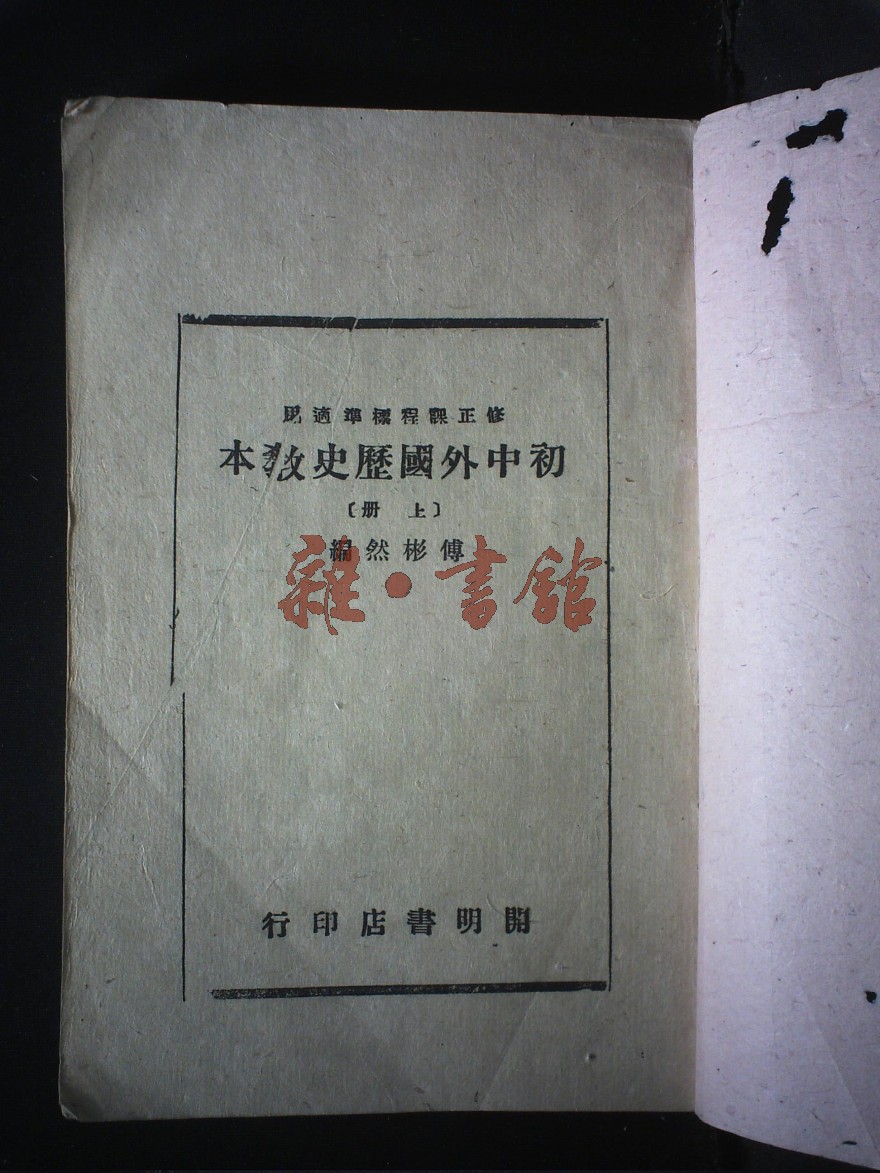 修正課程標準適用
初中外國歷史教本
〔上册〕
傅彬然編
雜·書館
開明書店印行